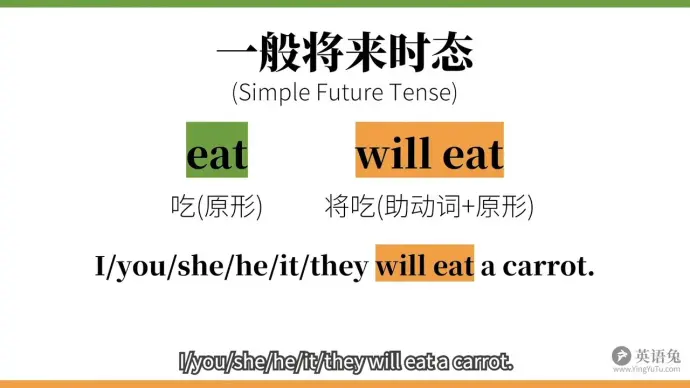 一般将来时态
(Simple Future Tense)
eat will eat
吃(原形) 将吃(助动词+原形)
I/you/she/he/it/they will eat a carrot.
I/you/she/he/it/they will eat a carrot.
英语兔
www.YingYuTu.com